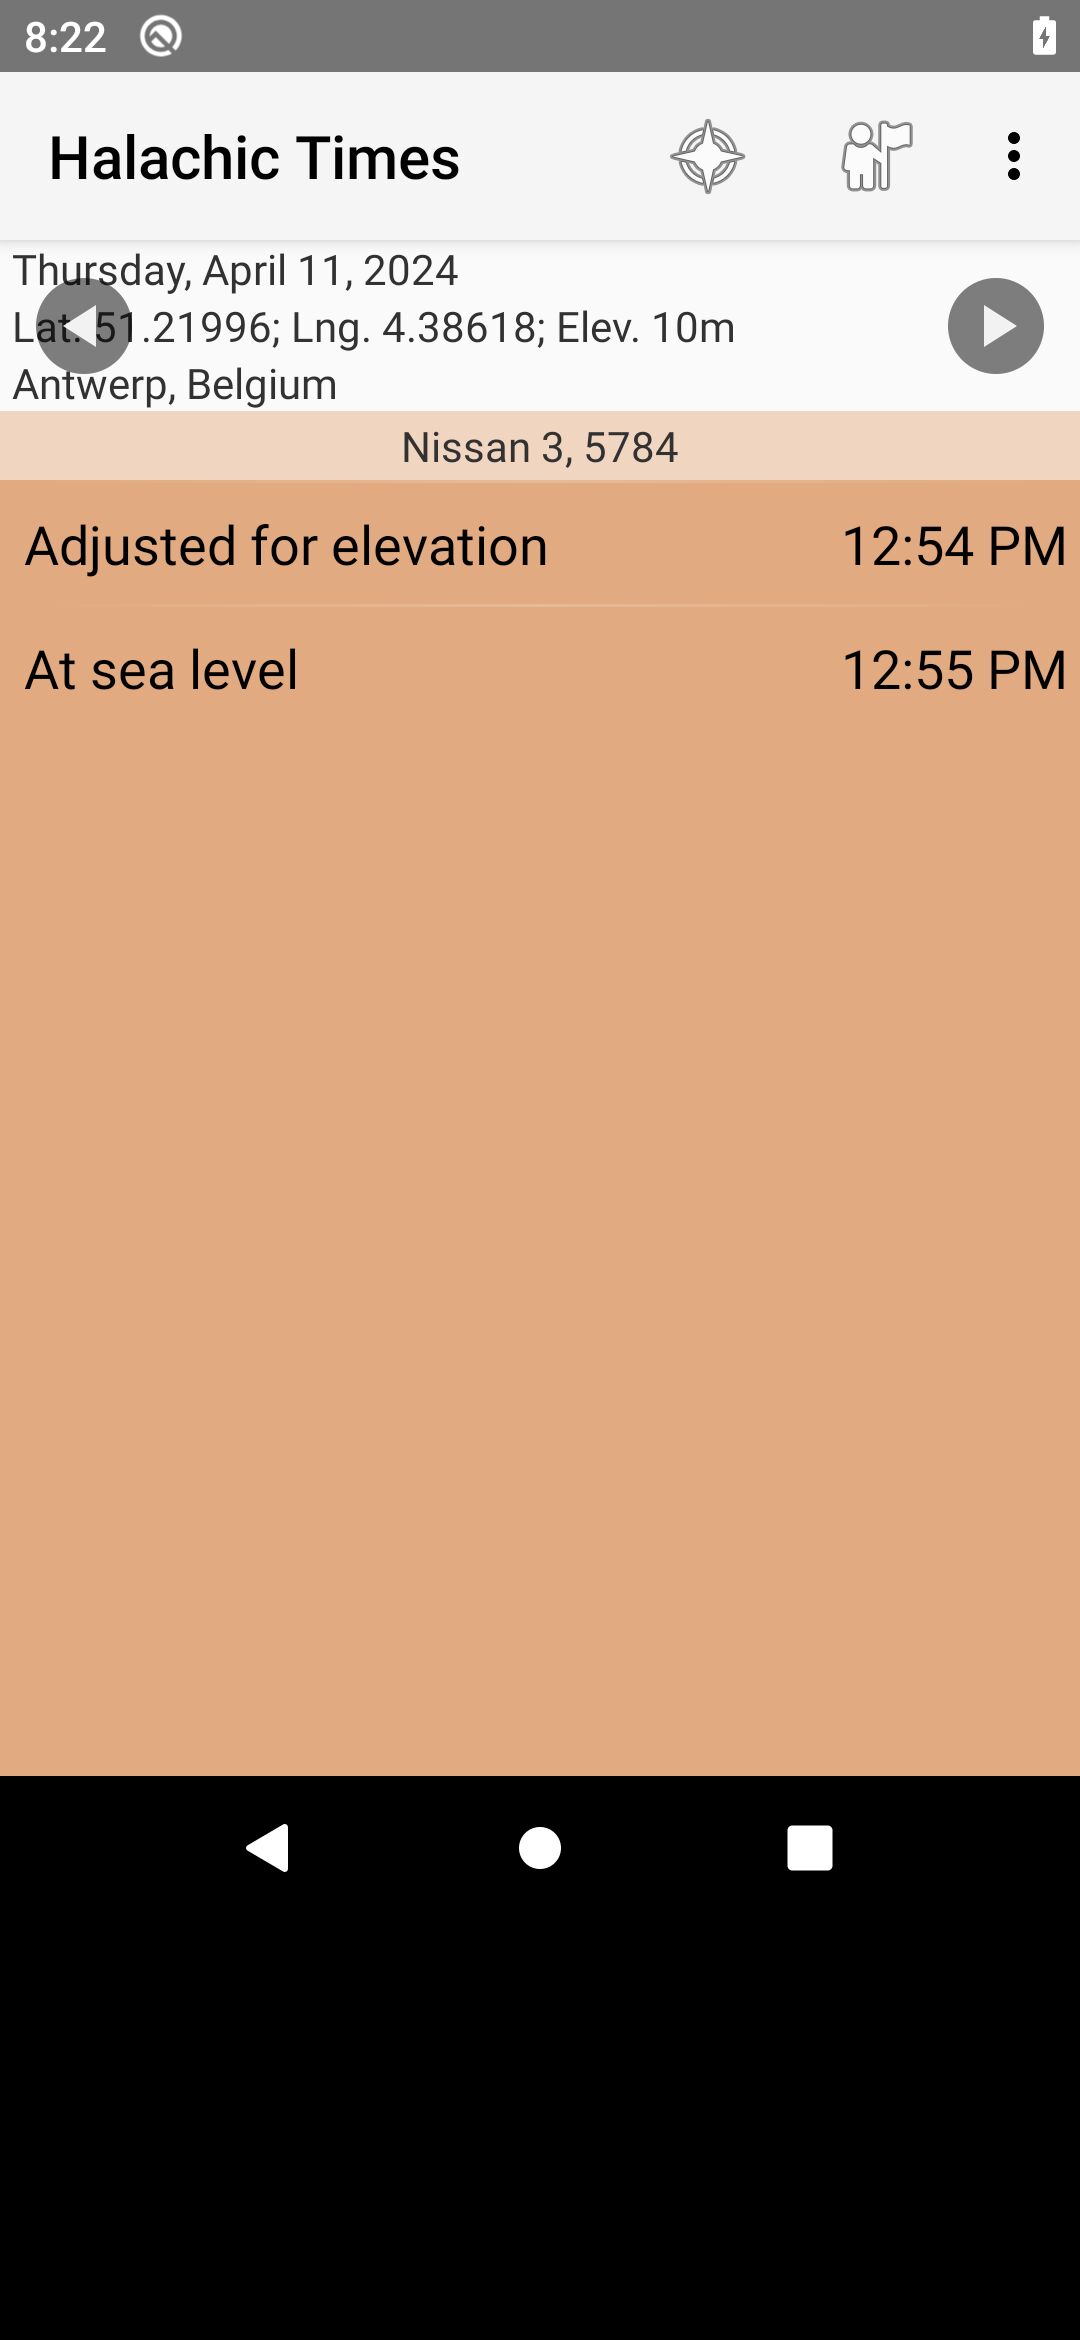 8:22
Halachic Times
Thursday, April 11, 2024
Lat. 51.21996; Lng. 4.38618; Elev. 10m
Antwerp, Belgium
Nissan 3, 5784
Adjusted for elevation 12:54 PM
At sea level 12:55 PM